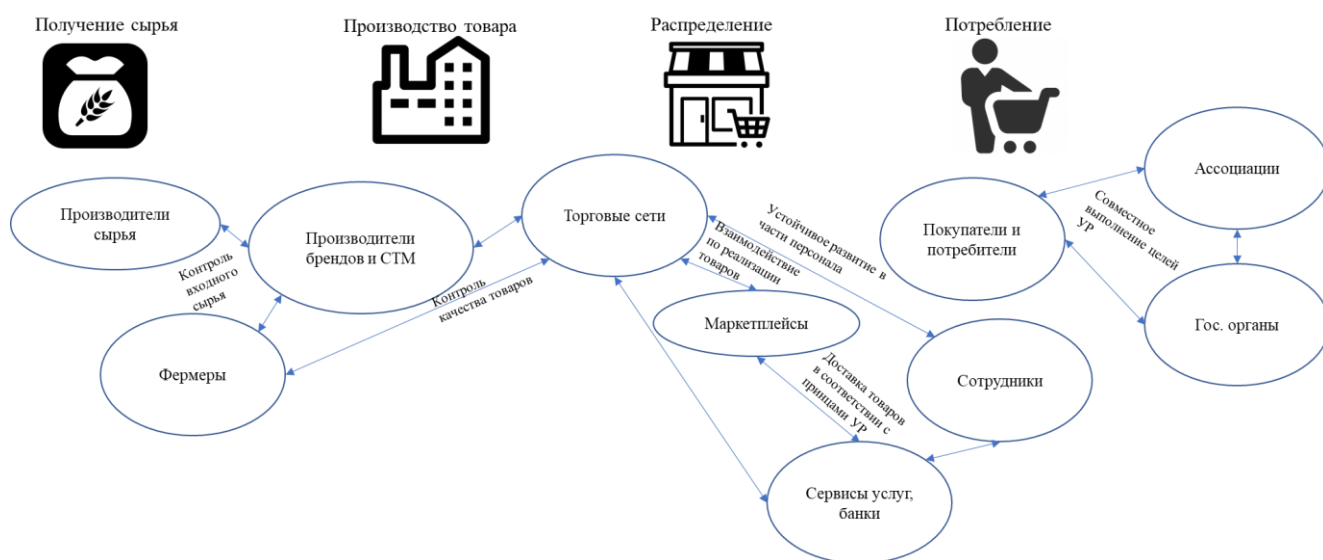 Получение сырья
Производство товара
Распределение
Потребление
Производители
сырья
Контроль
входного
сырья
Фермеры
Производители
брендов и СТМ
Контроль
качества товаров
Торговые сети
Взаимодействие
по реализации
товаров
Устойчивое развитие в
части персонала
Маркетплейсы
Доставка товаров
в соответствии с
принцами УР
Сервисы услуг,
банки
Сотрудники
Покупатели и
потребители
Совместное
выполнение целей
УР
Ассоциации
Гос. органы